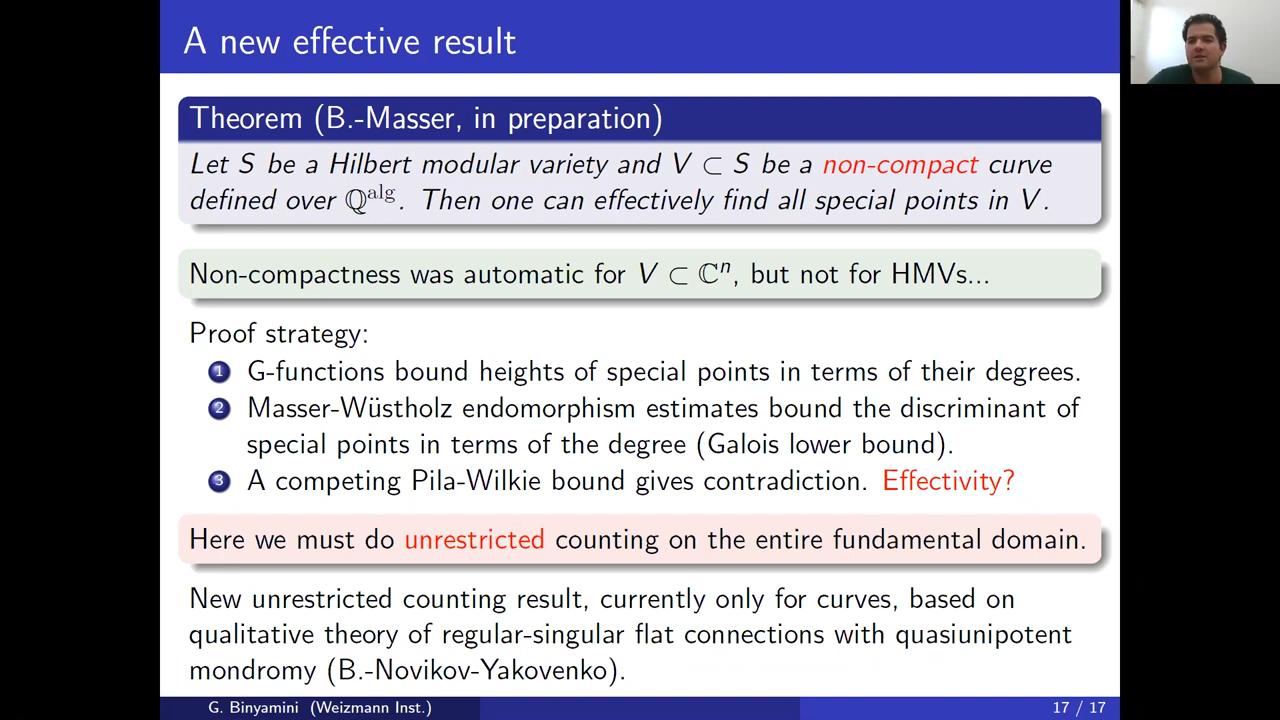 A new effective result
Theorem (B.-Masser, in preparation)
Let S be a Hilbert modular variety and V ⊂ S be a non-compact curve
defined over ℚ^alg. Then one can effectively find all special points in V.
Non-compactness was automatic for V ⊂ ℂ^n, but not for HMVs...
Proof strategy:
1 G-functions bound heights of special points in terms of their degrees.
2 Masser-Wüstholz endomorphism estimates bound the discriminant of
special points in terms of the degree (Galois lower bound).
3 A competing Pila-Wilkie bound gives contradiction. Effectivity?
Here we must do unrestricted counting on the entire fundamental domain.
New unrestricted counting result, currently only for curves, based on
qualitative theory of regular-singular flat connections with quasiunipotent
mondromy (B.-Novikov-Yakovenko).
G. Binyamini (Weizmann Inst.) 17 / 17